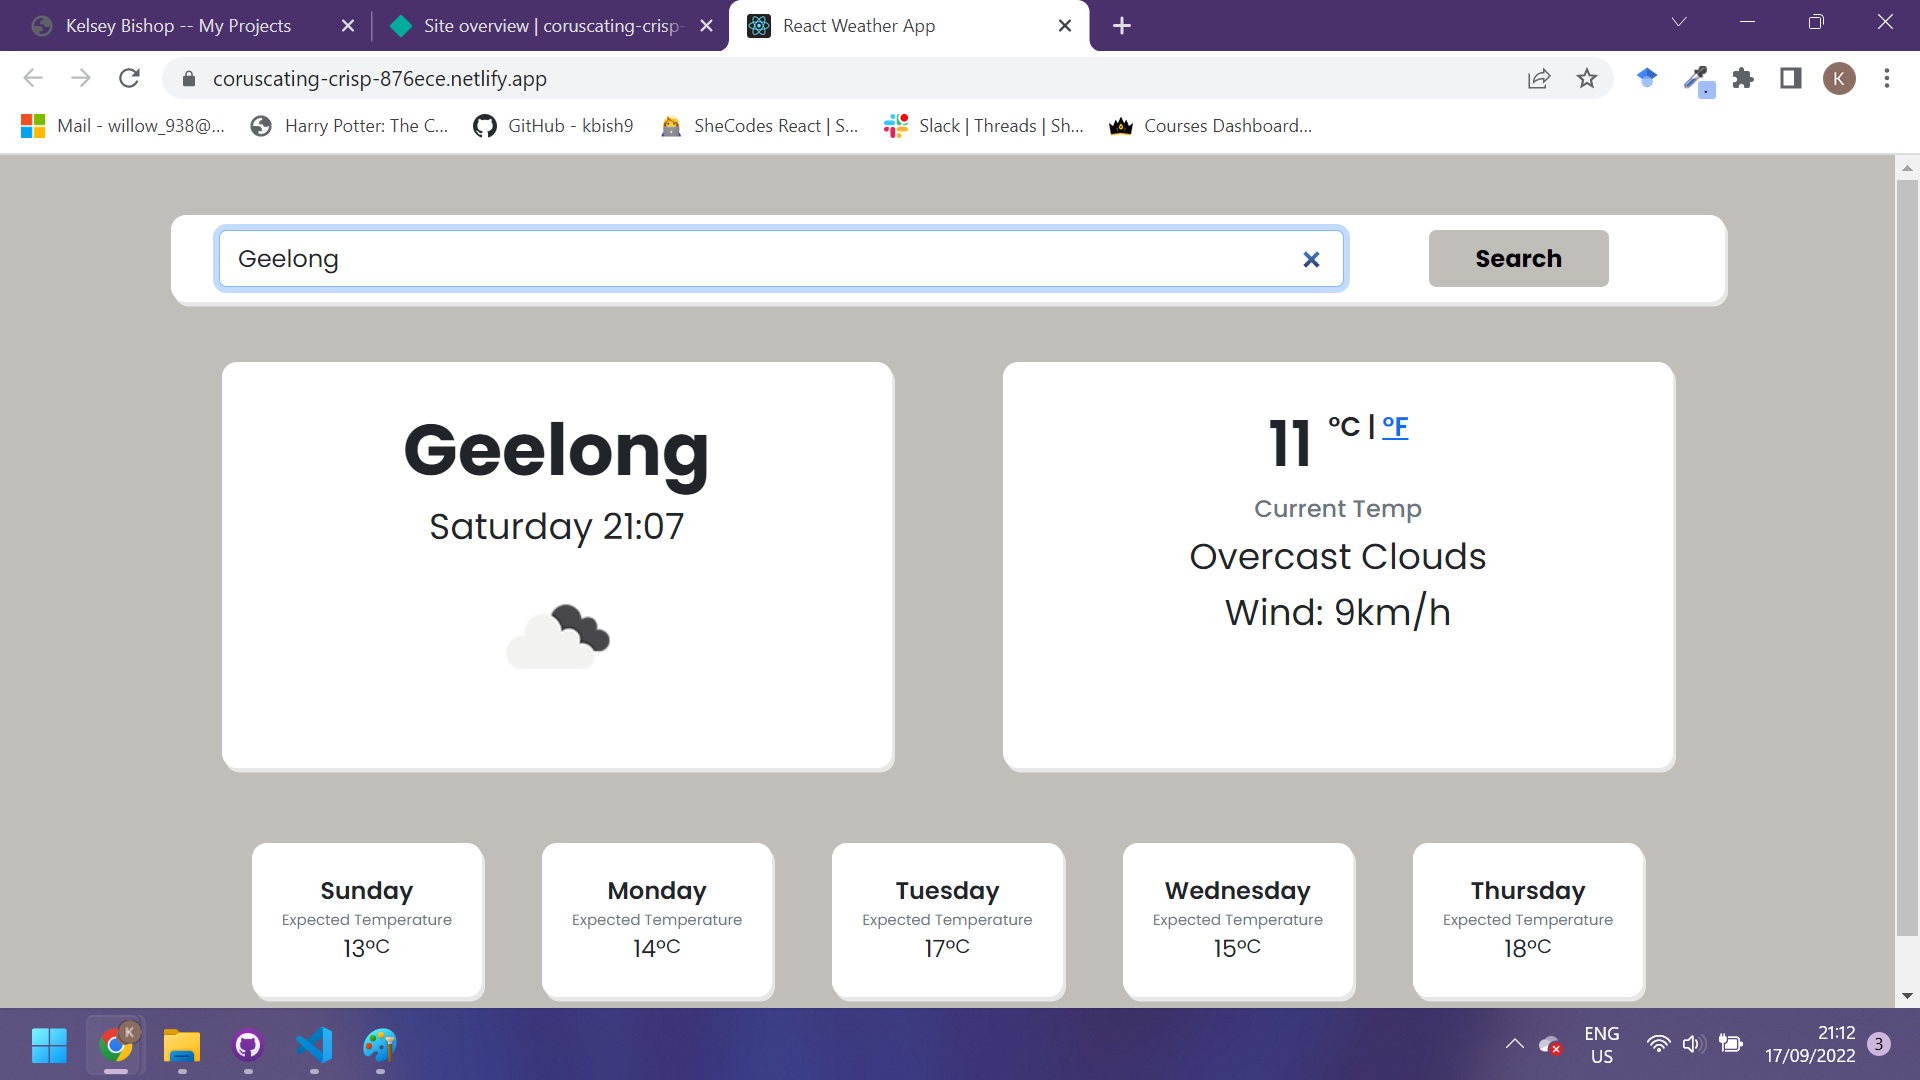 Kelsey Bishop -- My Projects
Site overview | coruscating-crisp-
React Weather App
coruscating-crisp-876ece.netlify.app
K
Mail - willow_938@...
Harry Potter: The C...
GitHub - kbish9
SheCodes React | S...
Slack | Threads | Sh...
Courses Dashboard...
Geelong
Search
Geelong
Saturday 21:07
11 °C | °F
Current Temp
Overcast Clouds
Wind: 9km/h
Sunday
Expected Temperature
13°C
Monday
Expected Temperature
14°C
Tuesday
Expected Temperature
17°C
Wednesday
Expected Temperature
15°C
Thursday
Expected Temperature
18°C
K
ENG
US
21:12
17/09/2022
3